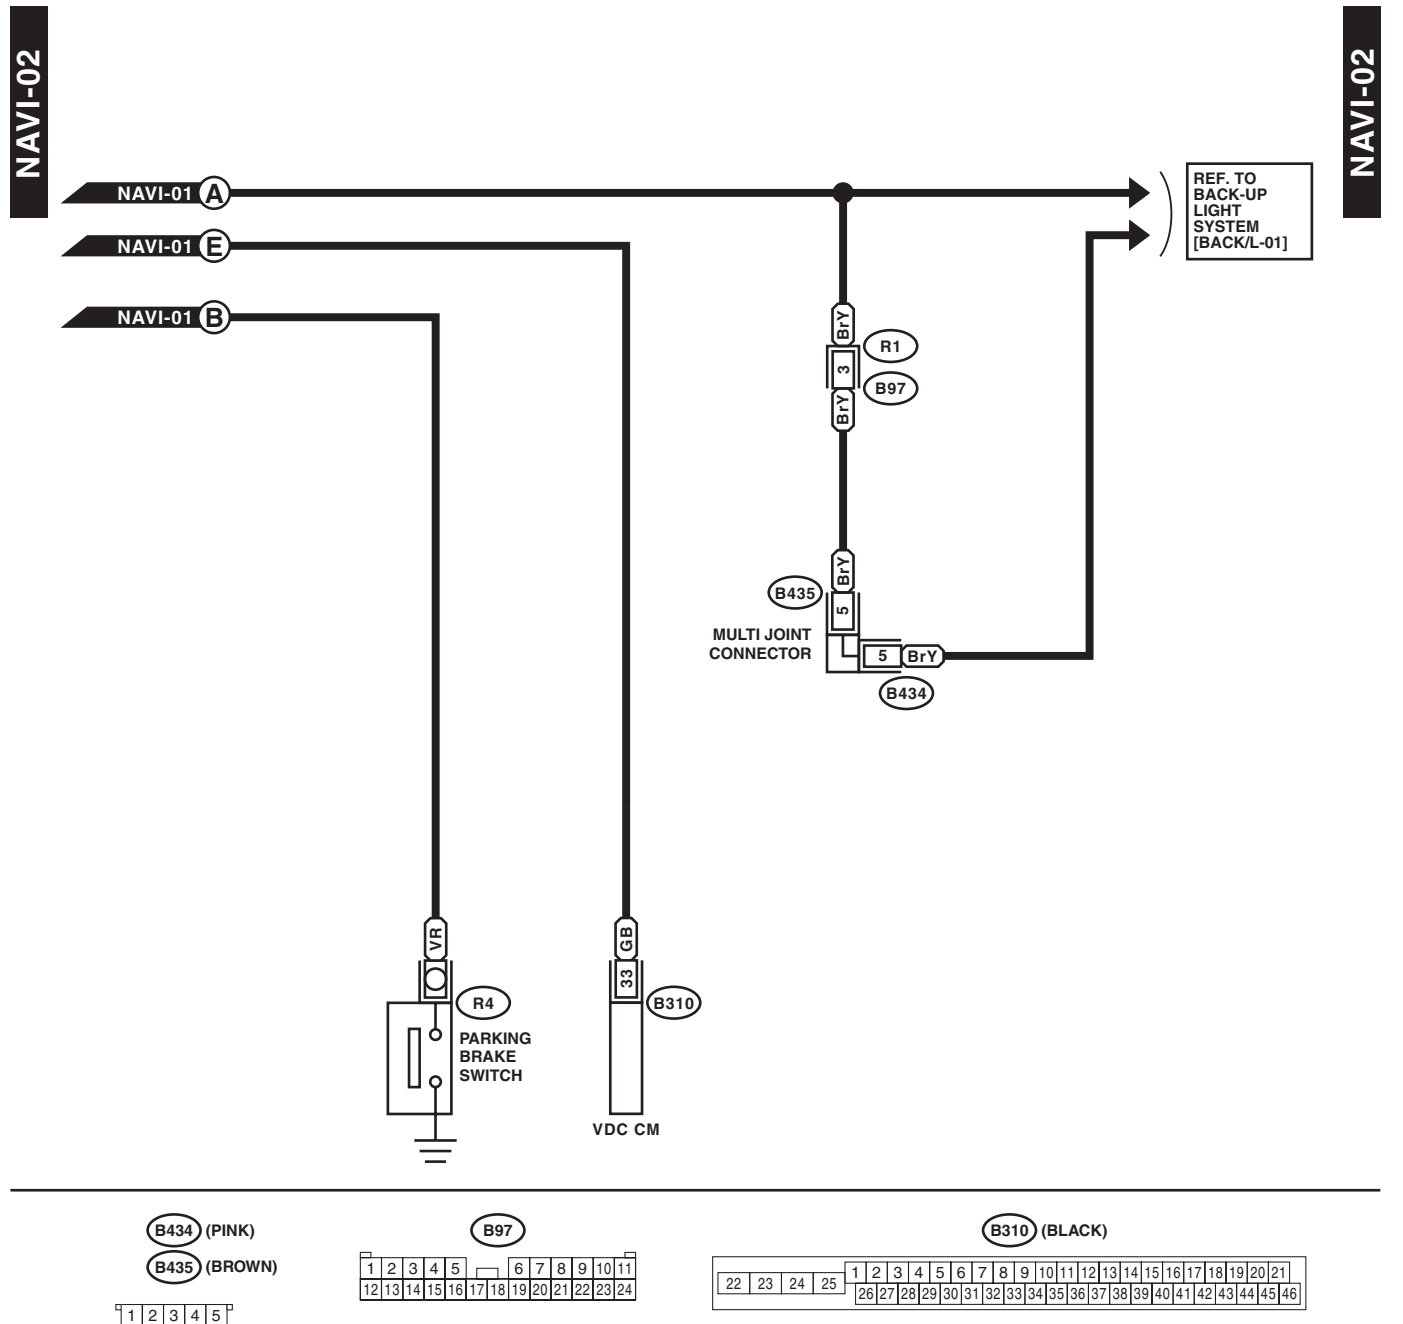 NAVI-02
NAVI-02
NAVI-01 A
REF. TO
BACK-UP
LIGHT
SYSTEM
[BACK/L-01]
NAVI-01 E
NAVI-01 B
BrY
R1
3
B97
BrY
BrY
B435
5
MULTI JOINT
CONNECTOR
5 BrY
B434
VR
GB
33
R4
B310
PARKING
BRAKE
SWITCH
VDC CM
B434 (PINK)
B435 (BROWN)
1 2 3 4 5
B97
1 2 3 4 5 6 7 8 9 10 11
12 13 14 15 16 17 18 19 20 21 22 23 24
B310 (BLACK)
22 23 24 25 1 2 3 4 5 6 7 8 9 10 11 12 13 14 15 16 17 18 19 20 21
26 27 28 29 30 31 32 33 34 35 36 37 38 39 40 41 42 43 44 45 46